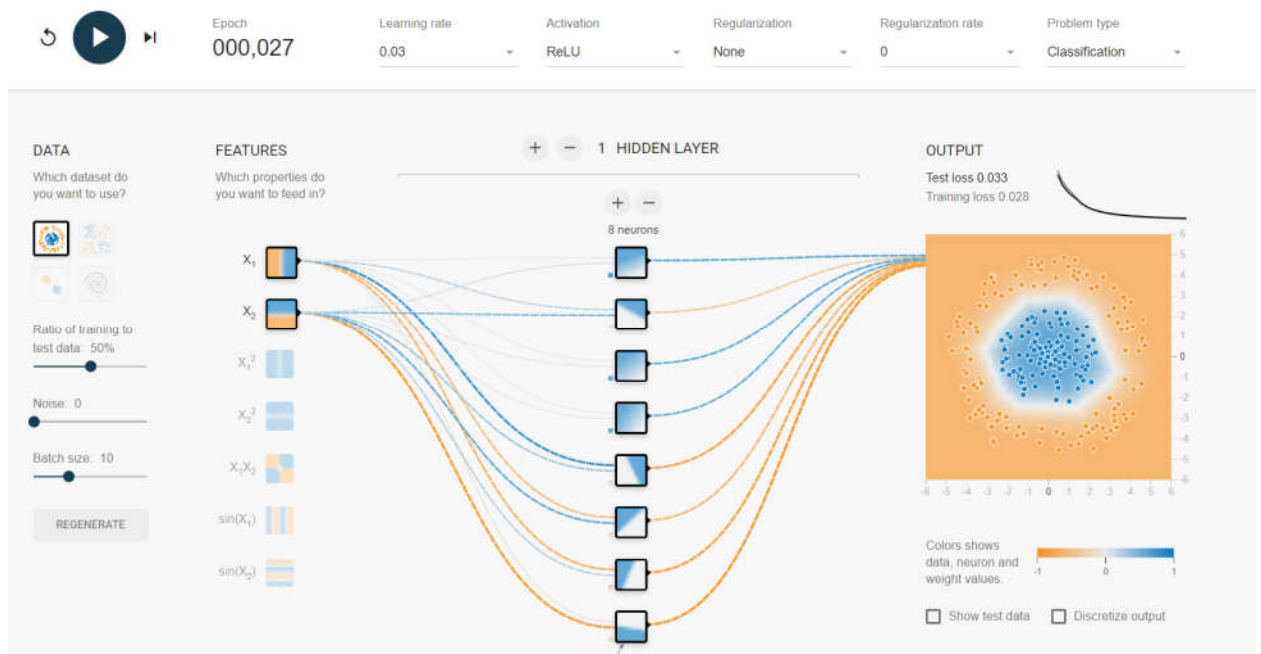 Epoch
000,027
Learning rate
0.03
Activation
ReLU
Regularization
None
Regularization rate
0
Problem type
Classification
DATA
Which dataset do
you want to use?
Ratio of training to
test data: 50%
Noise: 0
Batch size: 10
REGENERATE
FEATURES
Which properties do
you want to feed in?
X₁
X₂
X₁²
X₂²
X₁X₂
sin(X₁)
sin(X₂)
+ − 1 HIDDEN LAYER
+ −
8 neurons
OUTPUT
Test loss 0.033
Training loss 0.028
6
5
4
3
2
1
0
-1
-2
-3
-4
-5
-6
-6 -5 -4 -3 -2 -1 0 1 2 3 4 5 6
Colors shows
data, neuron and
weight values.
-1 0 1
Show test data
Discretize output